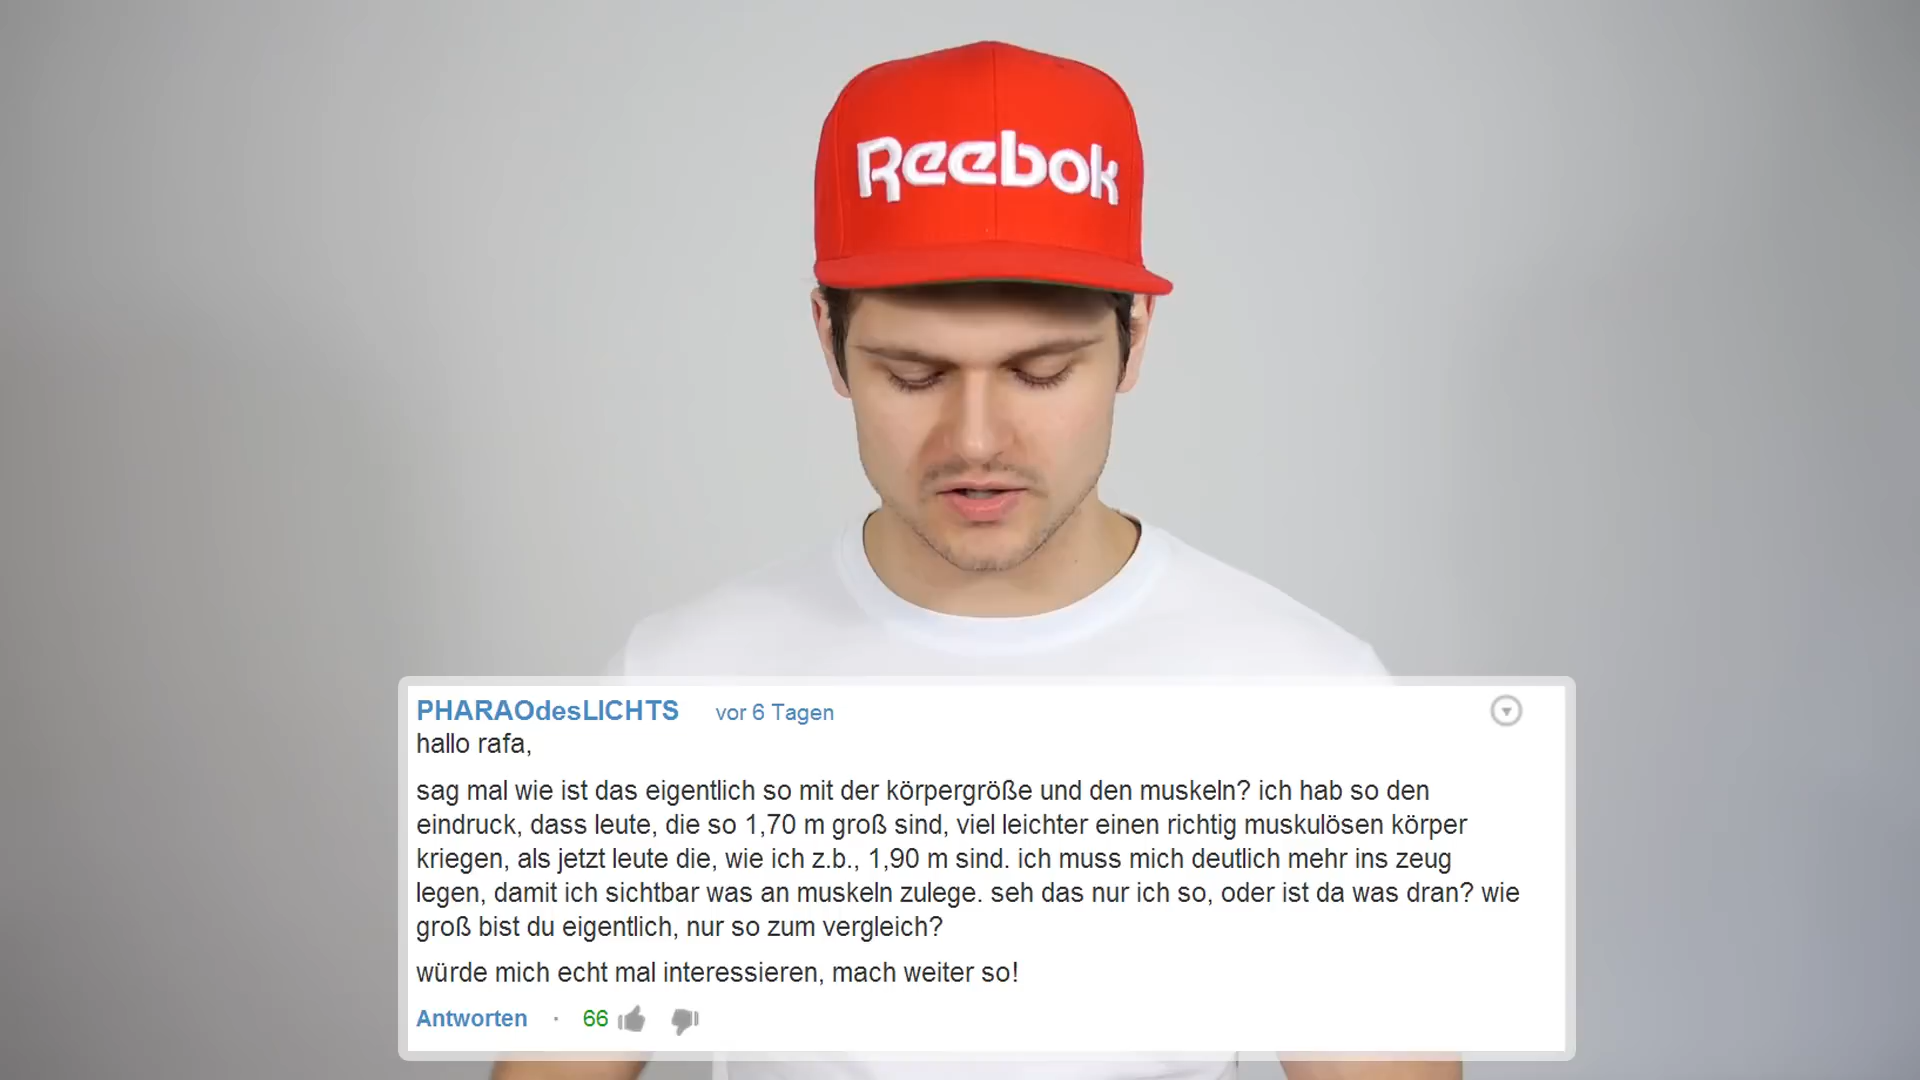 Reebok
PHARAOdesLICHTS vor 6 Tagen
hallo rafa,
sag mal wie ist das eigentlich so mit der körpergröße und den muskeln? ich hab so den
eindruck, dass leute, die so 1,70 m groß sind, viel leichter einen richtig muskulösen körper
kriegen, als jetzt leute die, wie ich z.b., 1,90 m sind. ich muss mich deutlich mehr ins zeug
legen, damit ich sichtbar was an muskeln zulege. seh das nur ich so, oder ist da was dran? wie
groß bist du eigentlich, nur so zum vergleich?
würde mich echt mal interessieren, mach weiter so!
Antworten · 66